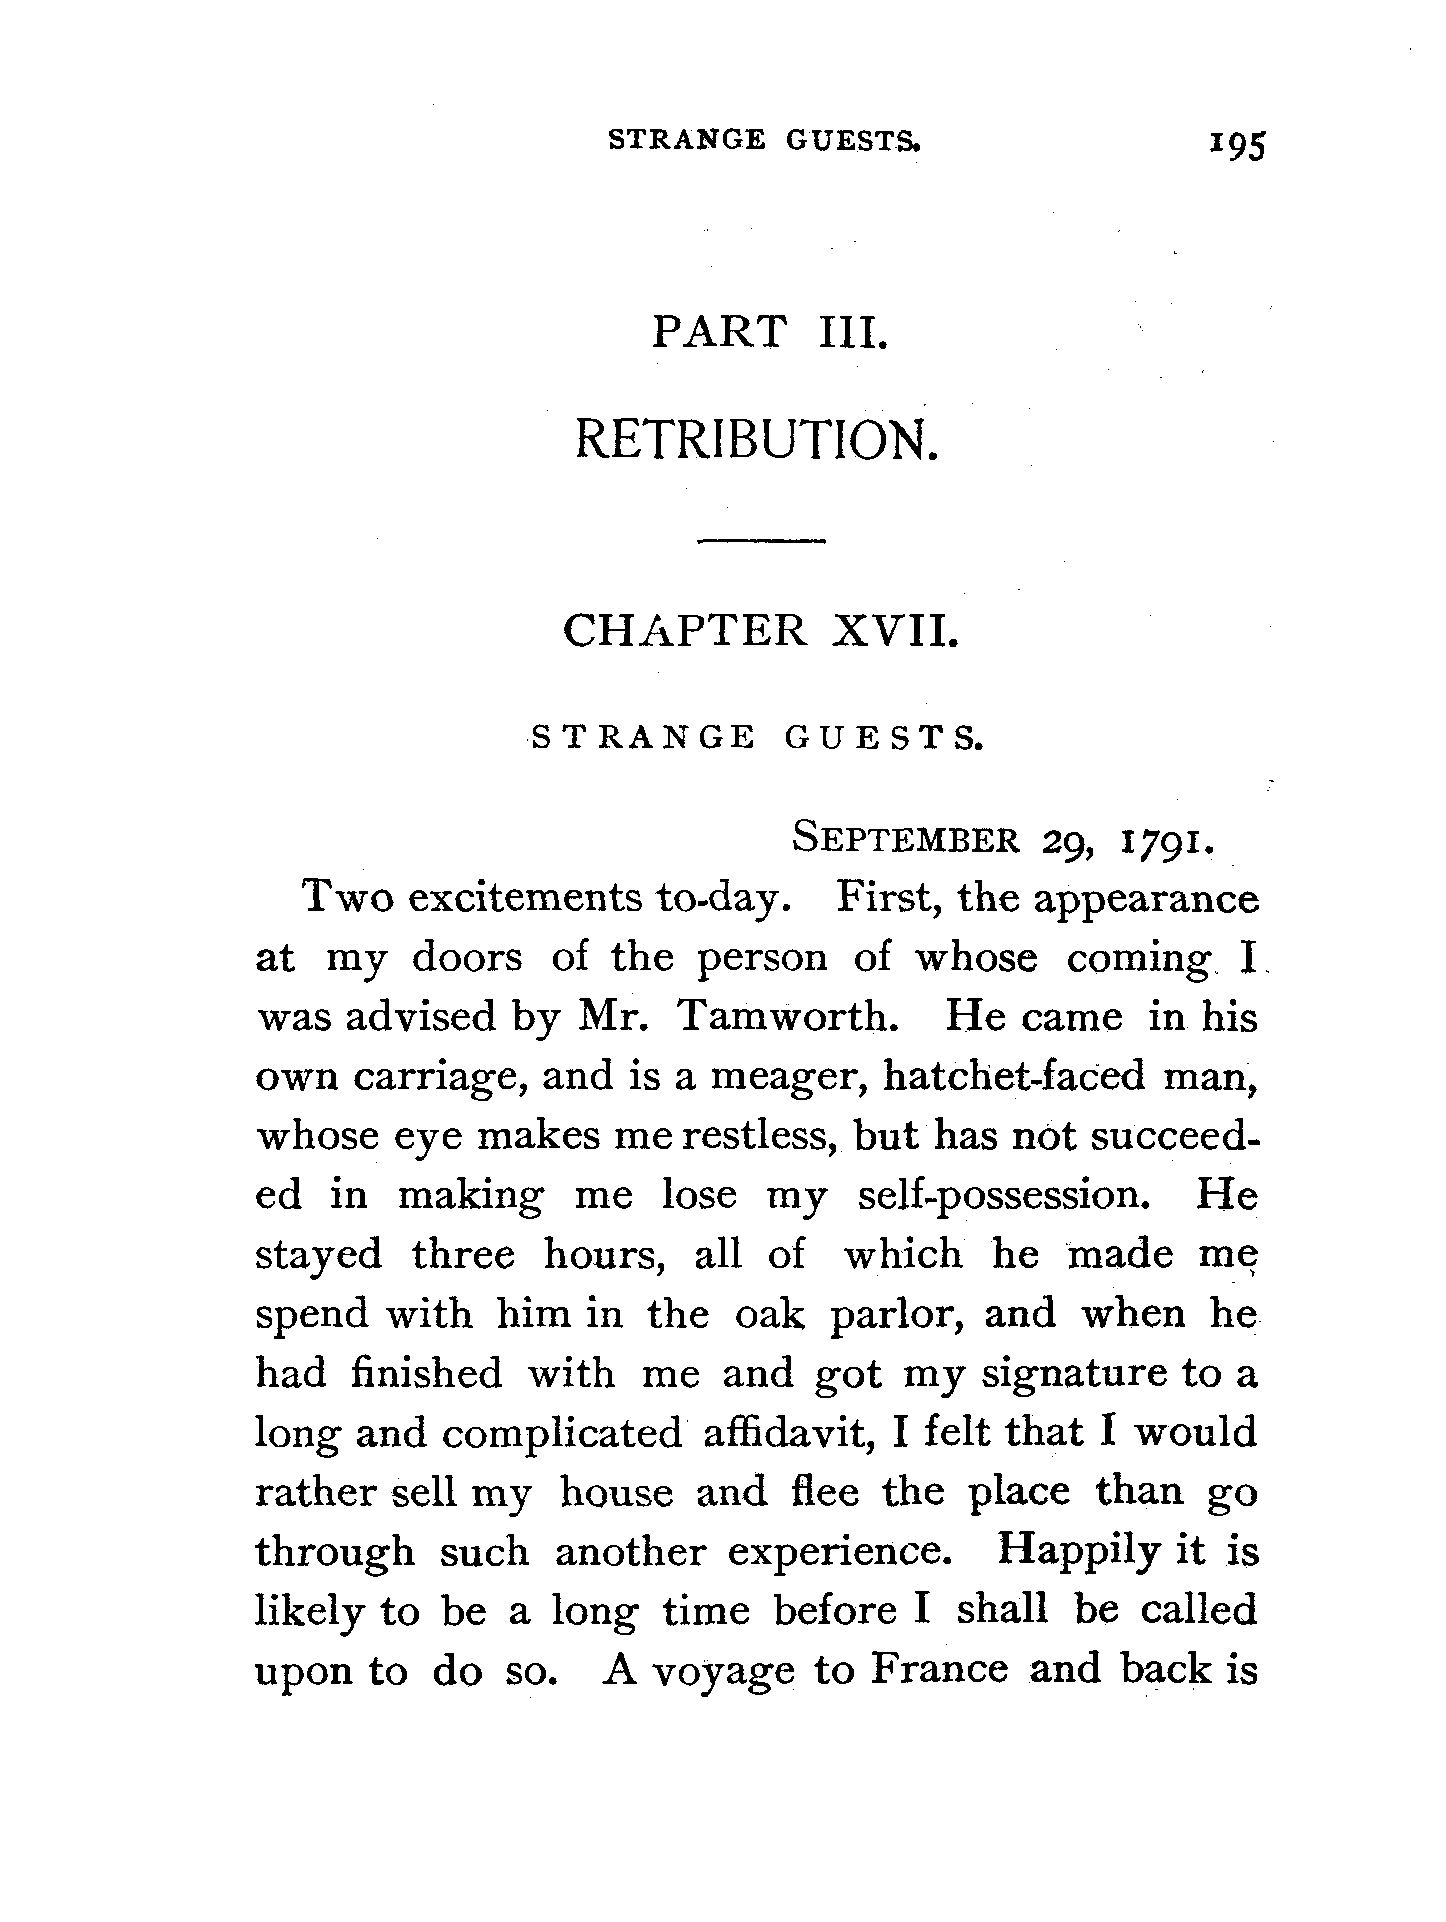 STRANGE GUESTS. 195
PART III.
RETRIBUTION.
CHAPTER XVII.
STRANGE GUESTS.
SEPTEMBER 29, 1791.
Two excitements to-day. First, the appearance
at my doors of the person of whose coming I
was advised by Mr. Tamworth. He came in his
own carriage, and is a meager, hatchet-faced man,
whose eye makes me restless, but has not succeed-
ed in making me lose my self-possession. He
stayed three hours, all of which he made me
spend with him in the oak parlor, and when he
had finished with me and got my signature to a
long and complicated affidavit, I felt that I would
rather sell my house and flee the place than go
through such another experience. Happily it is
likely to be a long time before I shall be called
upon to do so. A voyage to France and back is